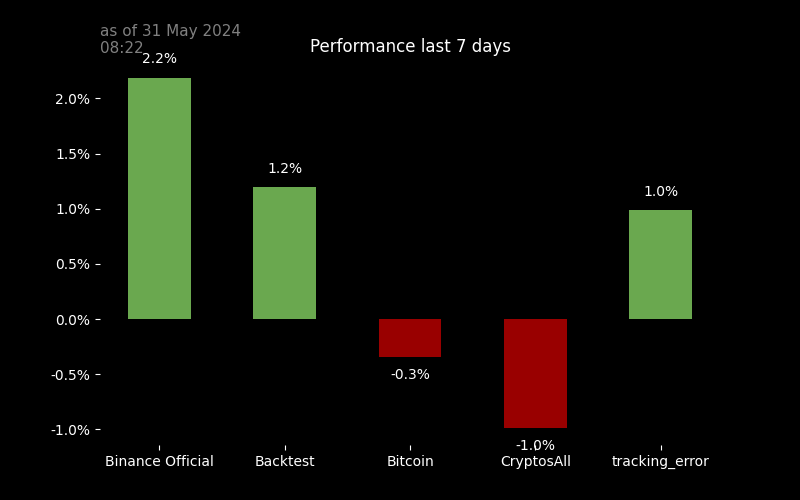 as of 31 May 2024
08:22
Performance last 7 days
2.2%
1.2%
1.0%
-0.3%
-1.0%
2.0%
1.5%
1.0%
0.5%
0.0%
-0.5%
-1.0%
Binance Official
Backtest
Bitcoin
CryptosAll
tracking_error